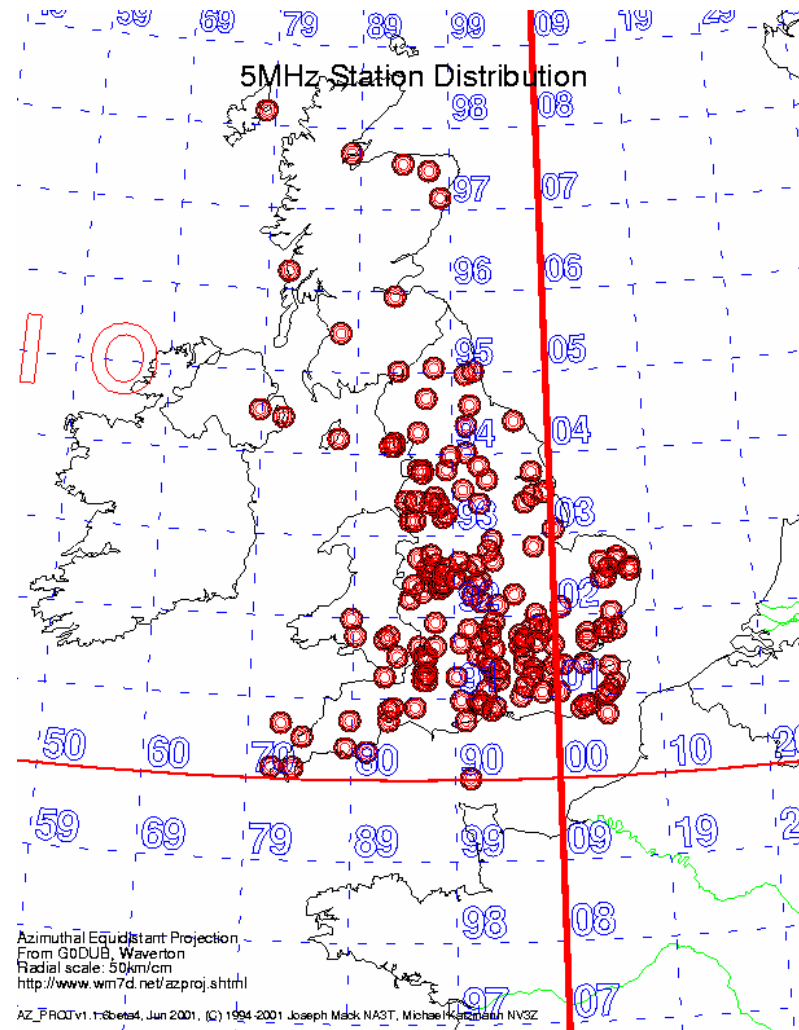 49 59 69 79 89 99 09 19 29
5MHz Station Distribution
98 08
97 07
96 06
IO
95 05
94 04
93 03
92 02
91 01
50 60 70 80 90 00 10
59 69 79 89 99 09 19
98 08
97 07
Azimuthal Equidistant Projection
From G0DUB, Waverton
Radial scale: 50km/cm
http://www.wm7d.net/azproj.shtml
AZ_PROJ v1.1.6beta4, Jun 2001, (C) 1994-2001 Joseph Mack NA3T, Michael Katzmann NV3Z